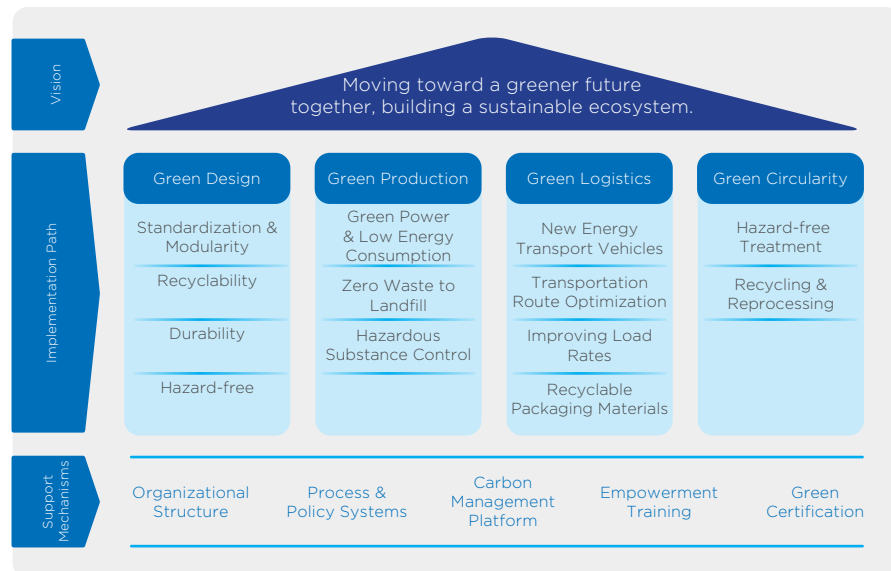 Vision
Moving toward a greener future
together, building a sustainable ecosystem.
Implementation Path
Green Design
Standardization &
Modularity
Recyclability
Durability
Hazard-free
Green Production
Green Power
& Low Energy
Consumption
Zero Waste to
Landfill
Hazardous
Substance Control
Green Logistics
New Energy
Transport Vehicles
Transportation
Route Optimization
Improving Load
Rates
Recyclable
Packaging Materials
Green Circularity
Hazard-free
Treatment
Recycling &
Reprocessing
Support
Mechanisms
Organizational
Structure
Process &
Policy Systems
Carbon
Management
Platform
Empowerment
Training
Green
Certification